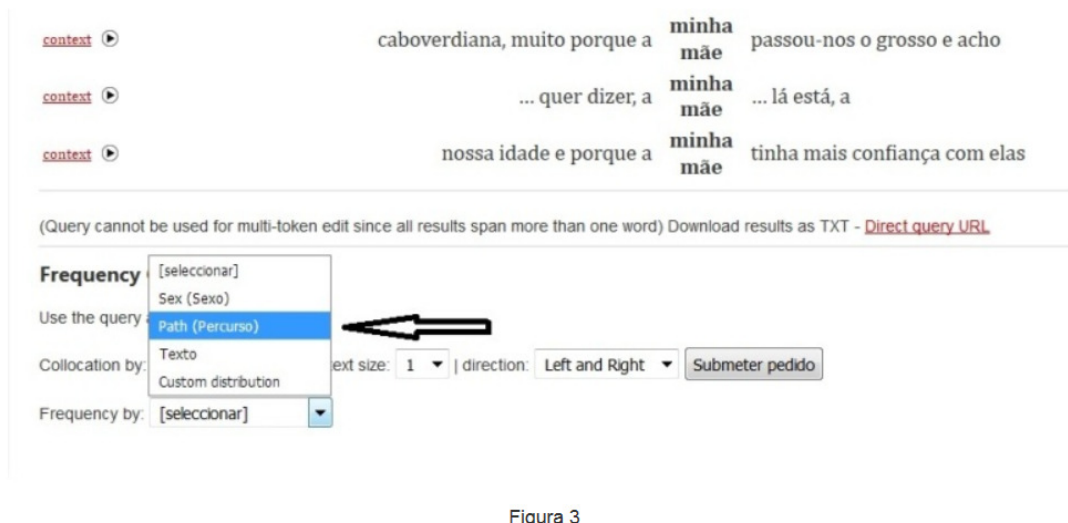 context caboverdiana, muito porque a minha mãe passou-nos o grosso e acho
context ... quer dizer, a minha mãe ... lá está, a
context nossa idade e porque a minha mãe tinha mais confiança com elas
(Query cannot be used for multi-token edit since all results span more than one word) Download results as TXT - Direct query URL
Frequency
[seleccionar]
Sex (Sexo)
Use the query
Path (Percurso)
Texto
Collocation by: ext size: 1 | direction: Left and Right Submeter pedido
Custom distribution
Frequency by: [seleccionar]
Figura 3